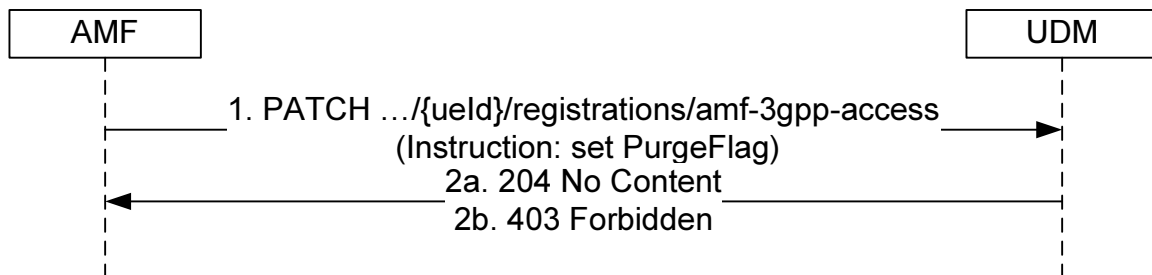 AMF
UDM
1. PATCH …/{ueId}/registrations/amf-3gpp-access
(Instruction: set PurgeFlag)
2a. 204 No Content
2b. 403 Forbidden